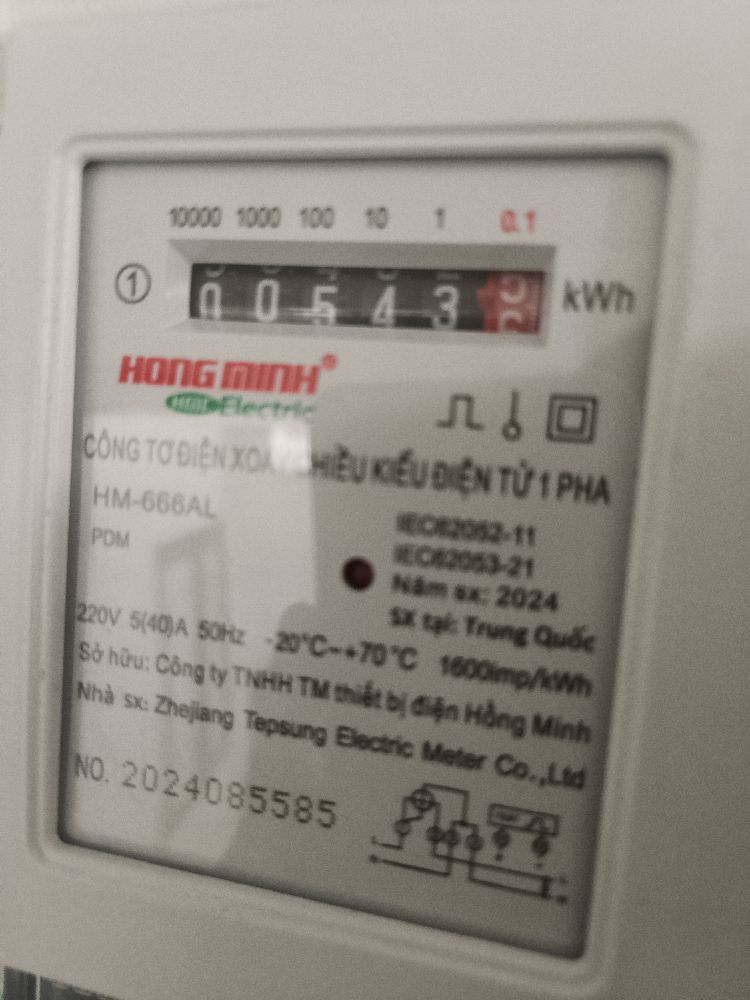 10000 1000 100 10 1 0.1
1 0 0 5 4 3 kWh
HONG MINH®
HMI Electric
CÔNG TƠ ĐIỆN XOAY CHIỀU KIỂU ĐIỆN TỬ 1 PHA
HM-666AL
PDM
IEC62052-11
IEC62053-21
Năm sx: 2024
SX tại: Trung Quốc
220V 5(40)A 50Hz -20°C~+70°C 1600imp/kWh
Sở hữu: Công ty TNHH TM thiết bị điện Hồng Minh
Nhà sx: Zhejiang Tepsung Electric Meter Co.,Ltd
NO. 2024085585